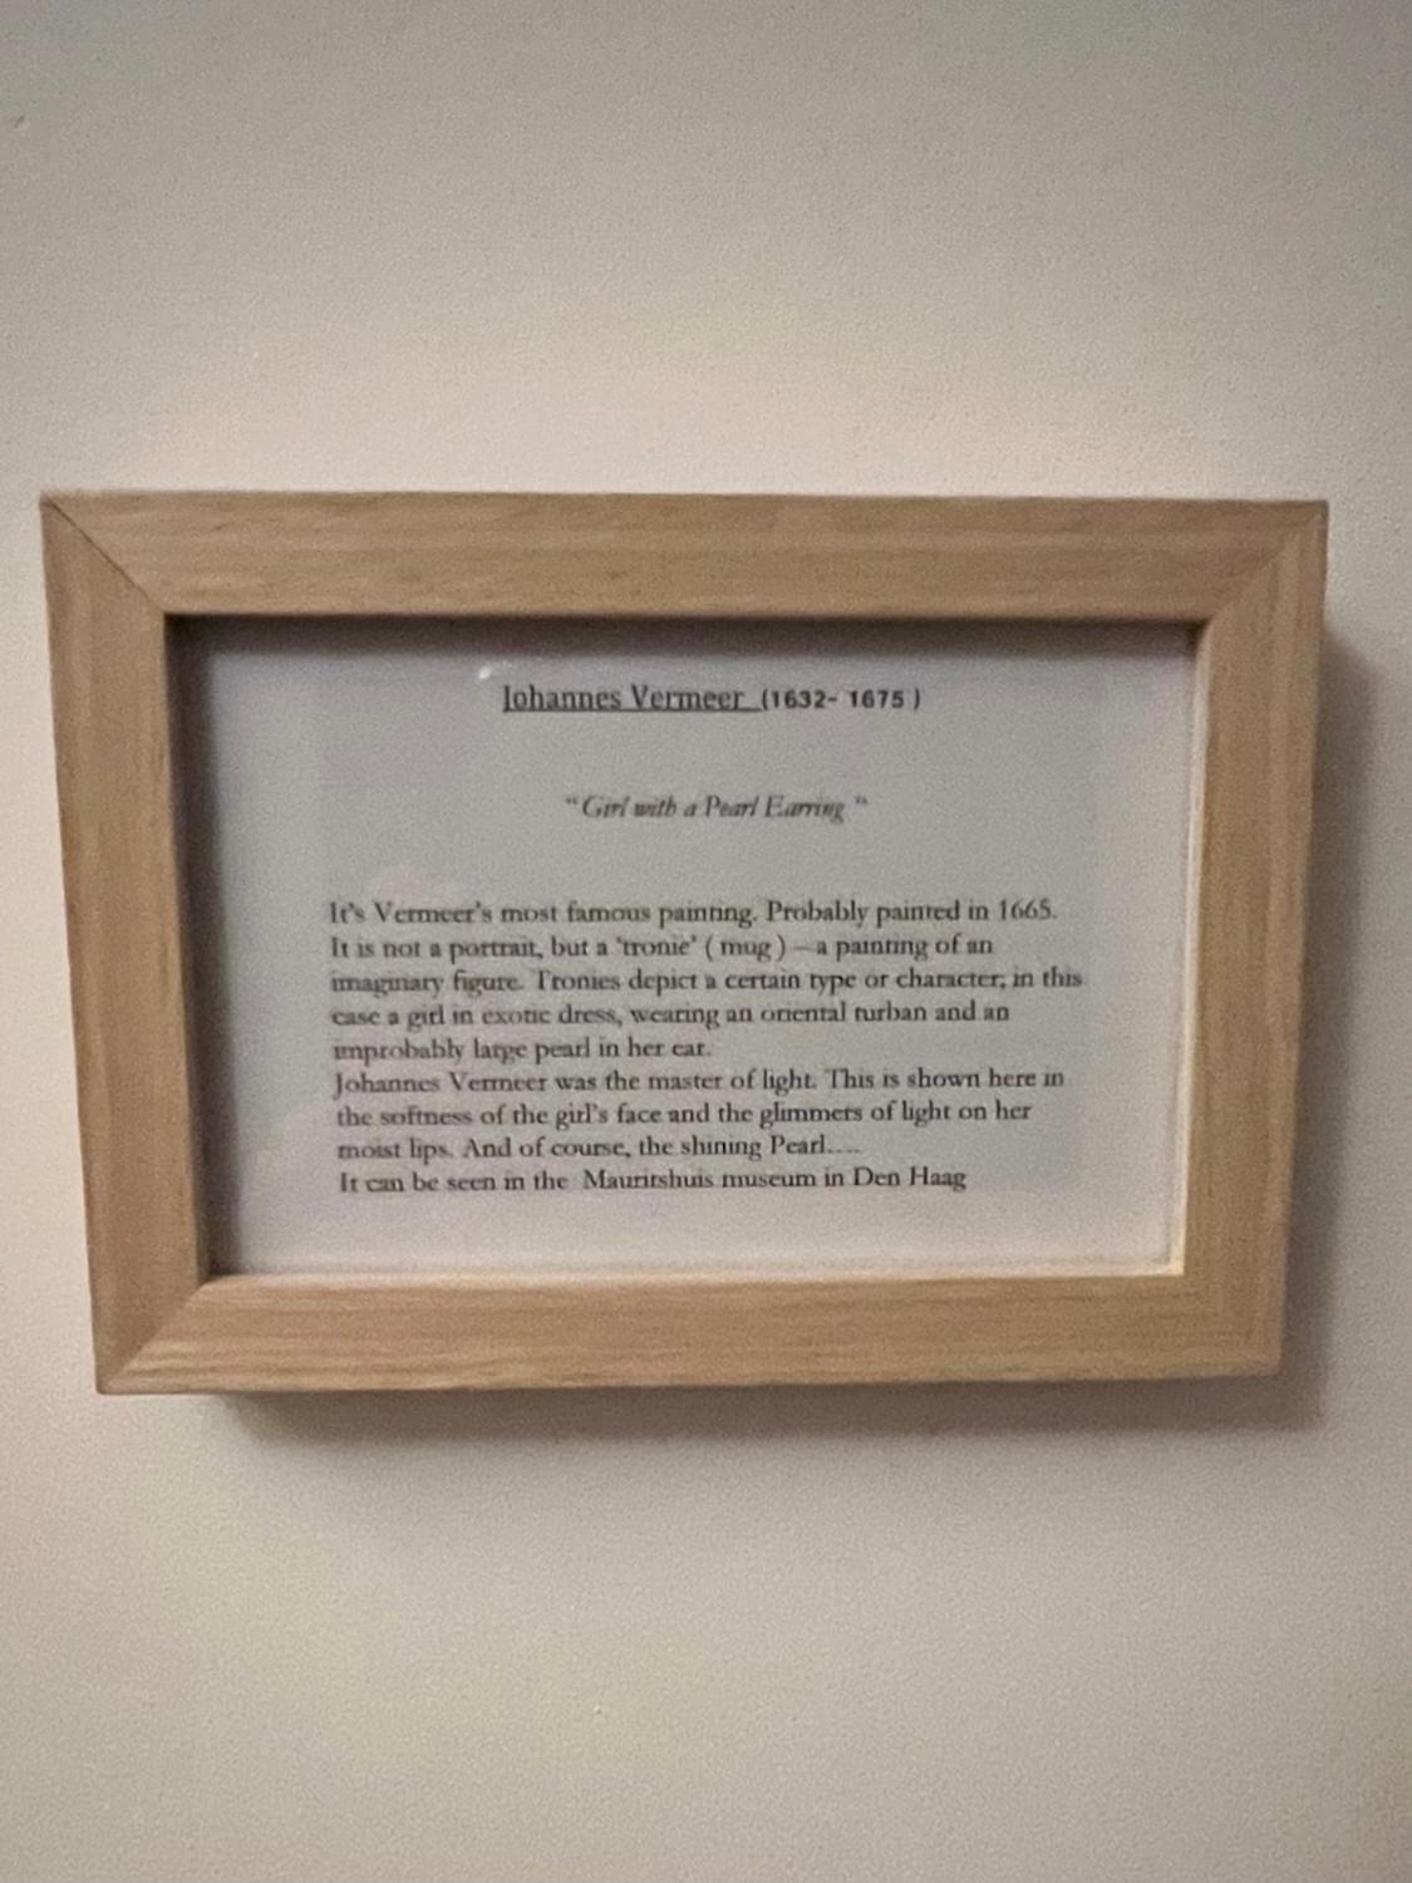 Johannes Vermeer (1632- 1675 )
“ Girl with a Pearl Earring ”
It's Vermeer's most famous painting. Probably painted in 1665.
It is not a portrait, but a 'tronie' ( mug ) – a painting of an
imaginary figure. Tronies depict a certain type or character; in this
case a girl in exotic dress, wearing an oriental turban and an
improbably large pearl in her ear.
Johannes Vermeer was the master of light. This is shown here in
the softness of the girl's face and the glimmers of light on her
moist lips. And of course, the shining Pearl....
It can be seen in the Mauritshuis museum in Den Haag